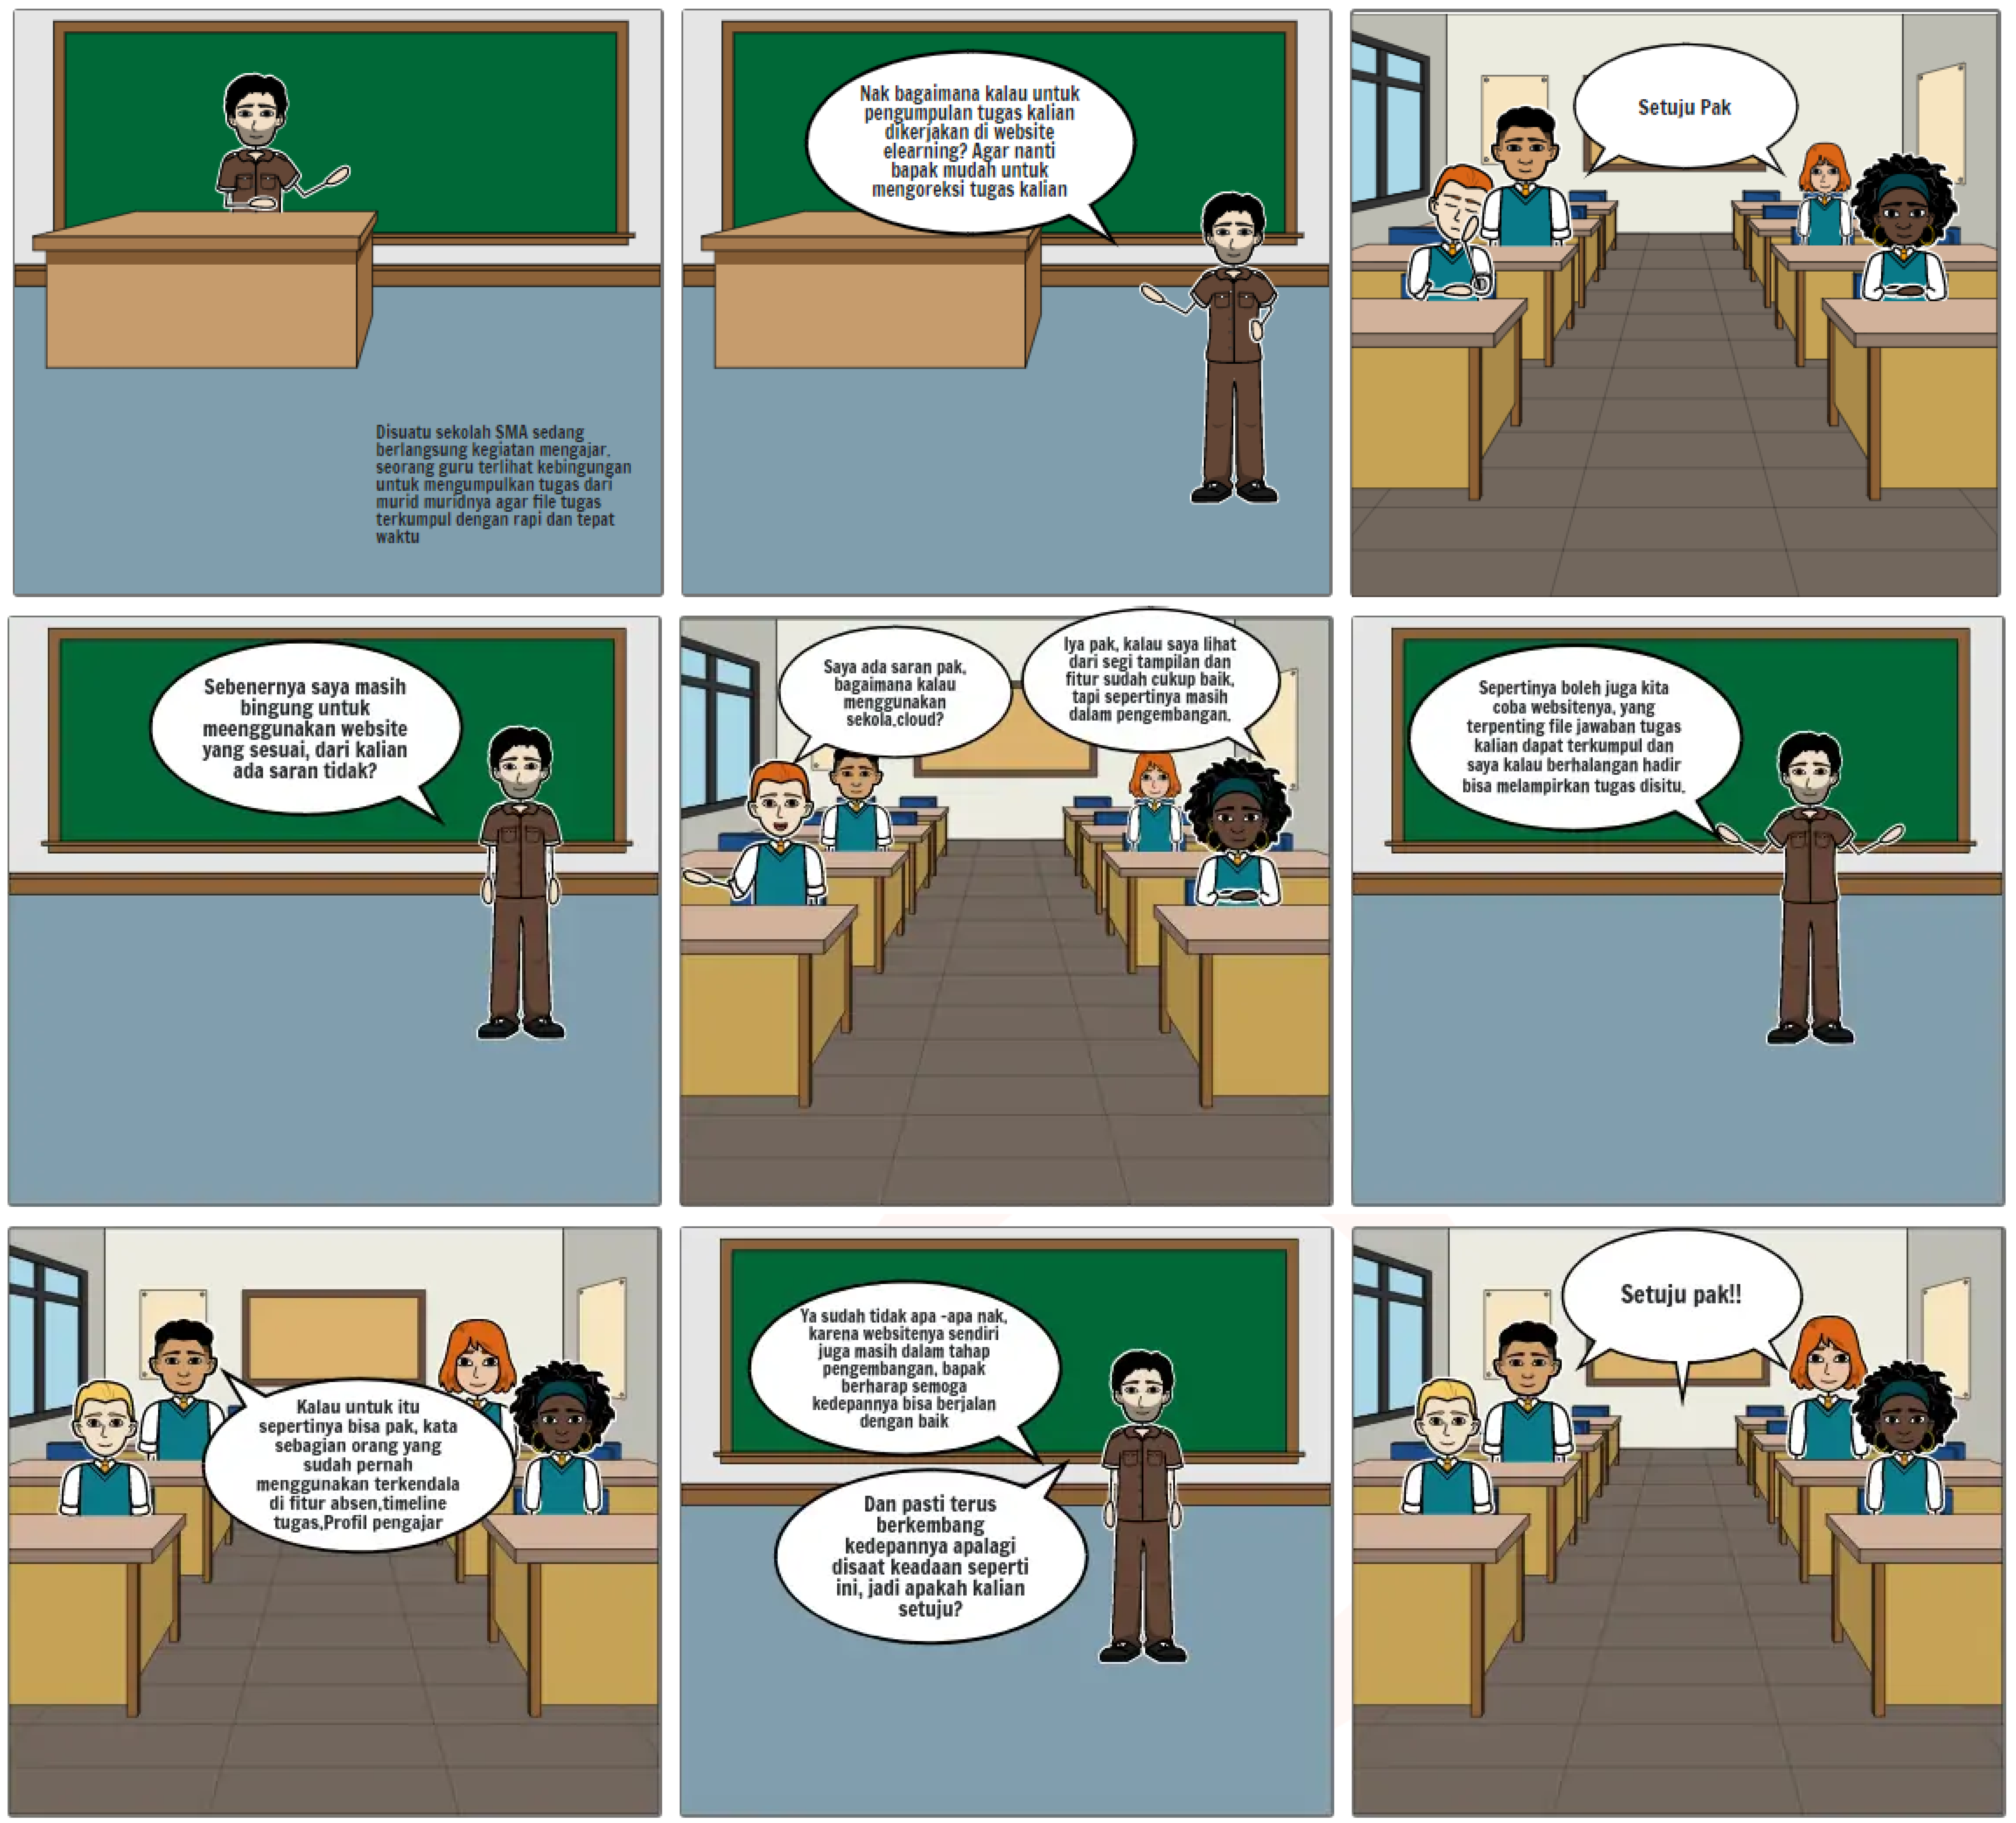 Disuatu sekolah SMA sedang
berlangsung kegiatan mengajar.
seorang guru terlihat kebingungan
untuk mengumpulkan tugas dari
murid muridnya agar file tugas
terkumpul dengan rapi dan tepat
waktu
Nak bagaimana kalau untuk
pengumpulan tugas kalian
dikerjakan di website
elearning? Agar nanti
bapak mudah untuk
mengoreksi tugas kalian
Setuju Pak
Sebenernya saya masih
bingung untuk
meenggunakan website
yang sesuai, dari kalian
ada saran tidak?
Saya ada saran pak,
bagaimana kalau
menggunakan
sekola.cloud?
Iya pak, kalau saya lihat
dari segi tampilan dan
fitur sudah cukup baik,
tapi sepertinya masih
dalam pengembangan.
Sepertinya boleh juga kita
coba websitenya, yang
terpenting file jawaban tugas
kalian dapat terkumpul dan
saya kalau berhalangan hadir
bisa melampirkan tugas disitu.
Kalau untuk itu
sepertinya bisa pak, kata
sebagian orang yang
sudah pernah
menggunakan terkendala
di fitur absen,timeline
tugas,Profil pengajar
Ya sudah tidak apa -apa nak,
karena websitenya sendiri
juga masih dalam tahap
pengembangan, bapak
berharap semoga
kedepannya bisa berjalan
dengan baik
Dan pasti terus
berkembang
kedepannya apalagi
disaat keadaan seperti
ini, jadi apakah kalian
setuju?
Setuju pak!!